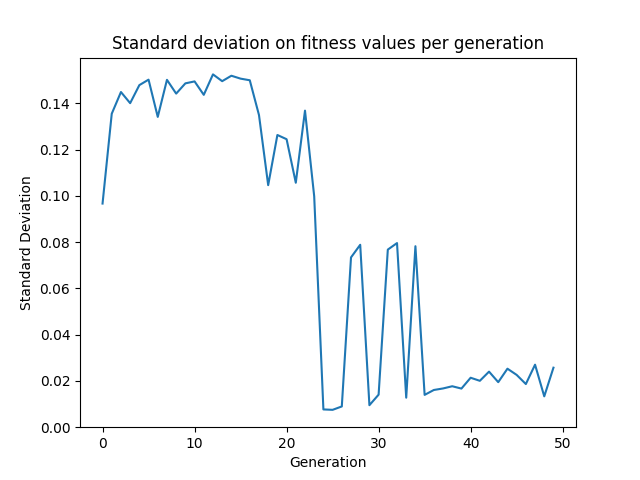 Standard deviation on fitness values per generation
0.14
0.12
0.10
0.08
0.06
0.04
0.02
0.00
Standard Deviation
0 10 20 30 40 50
Generation